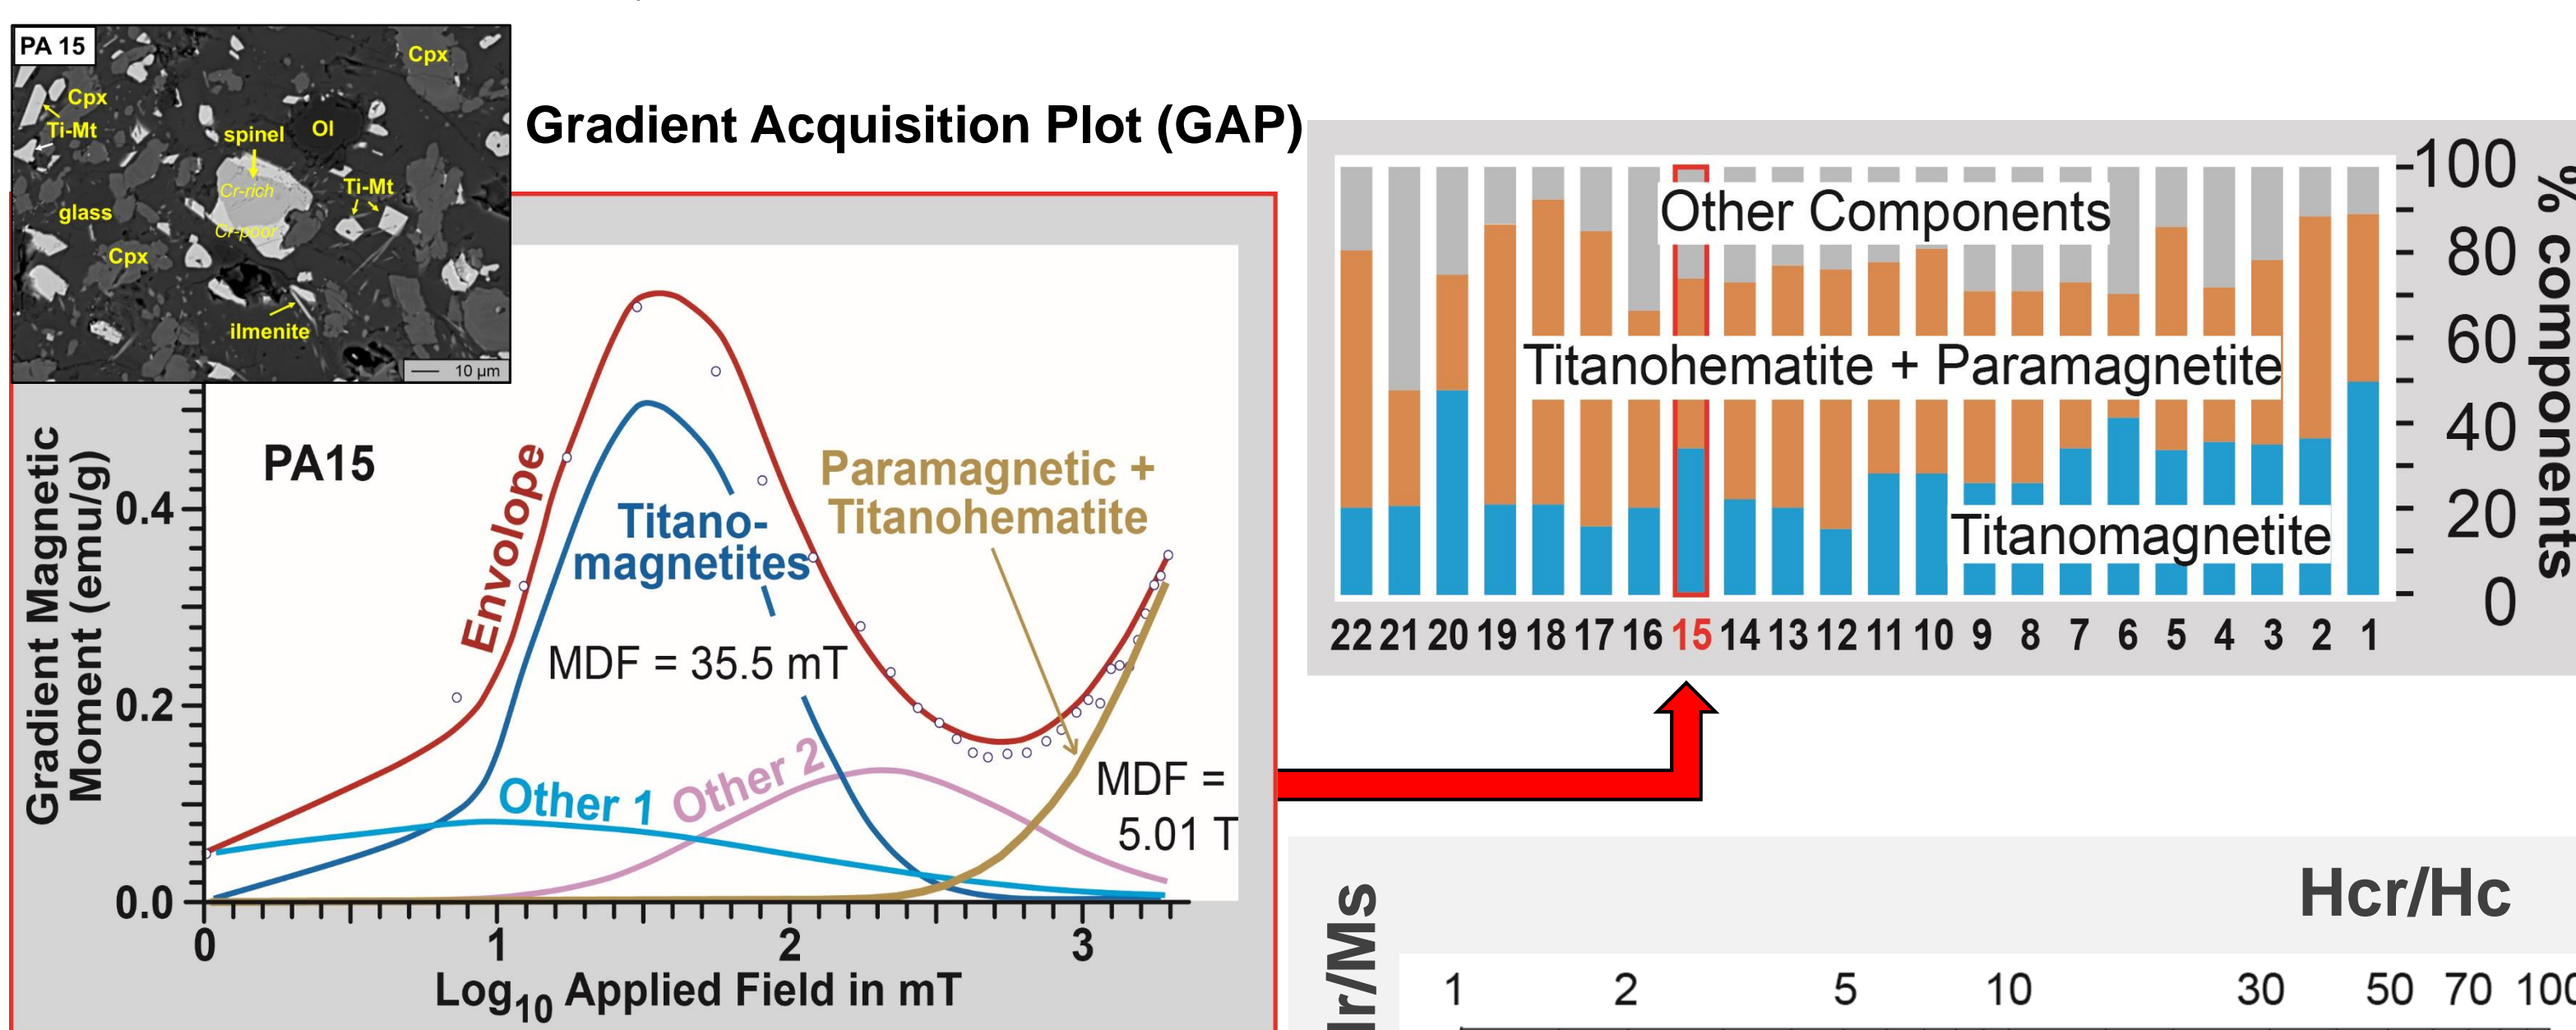 PA 15
Cpx
Cpx
Ti-Mt
spinel
Ol
Cr-rich
Ti-Mt
glass
Cr-poor
Cpx
ilmenite
10 µm
Gradient Acquisition Plot (GAP)
Gradient Magnetic
Moment (emu/g)
0.4
0.2
0.0
PA15
Envolope
Titano-
magnetites
MDF = 35.5 mT
Paramagnetic +
Titanohematite
Other 1
Other 2
MDF =
5.01 T
0 1 2 3
Log10 Applied Field in mT
Other Components
Titanohematite + Paramagnetite
Titanomagnetite
100
80
60
40
20
0
% components
22 21 20 19 18 17 16 15 14 13 12 11 10 9 8 7 6 5 4 3 2 1
Hcr/Hc
/Ms
1 2 5 10 30 50 70 100